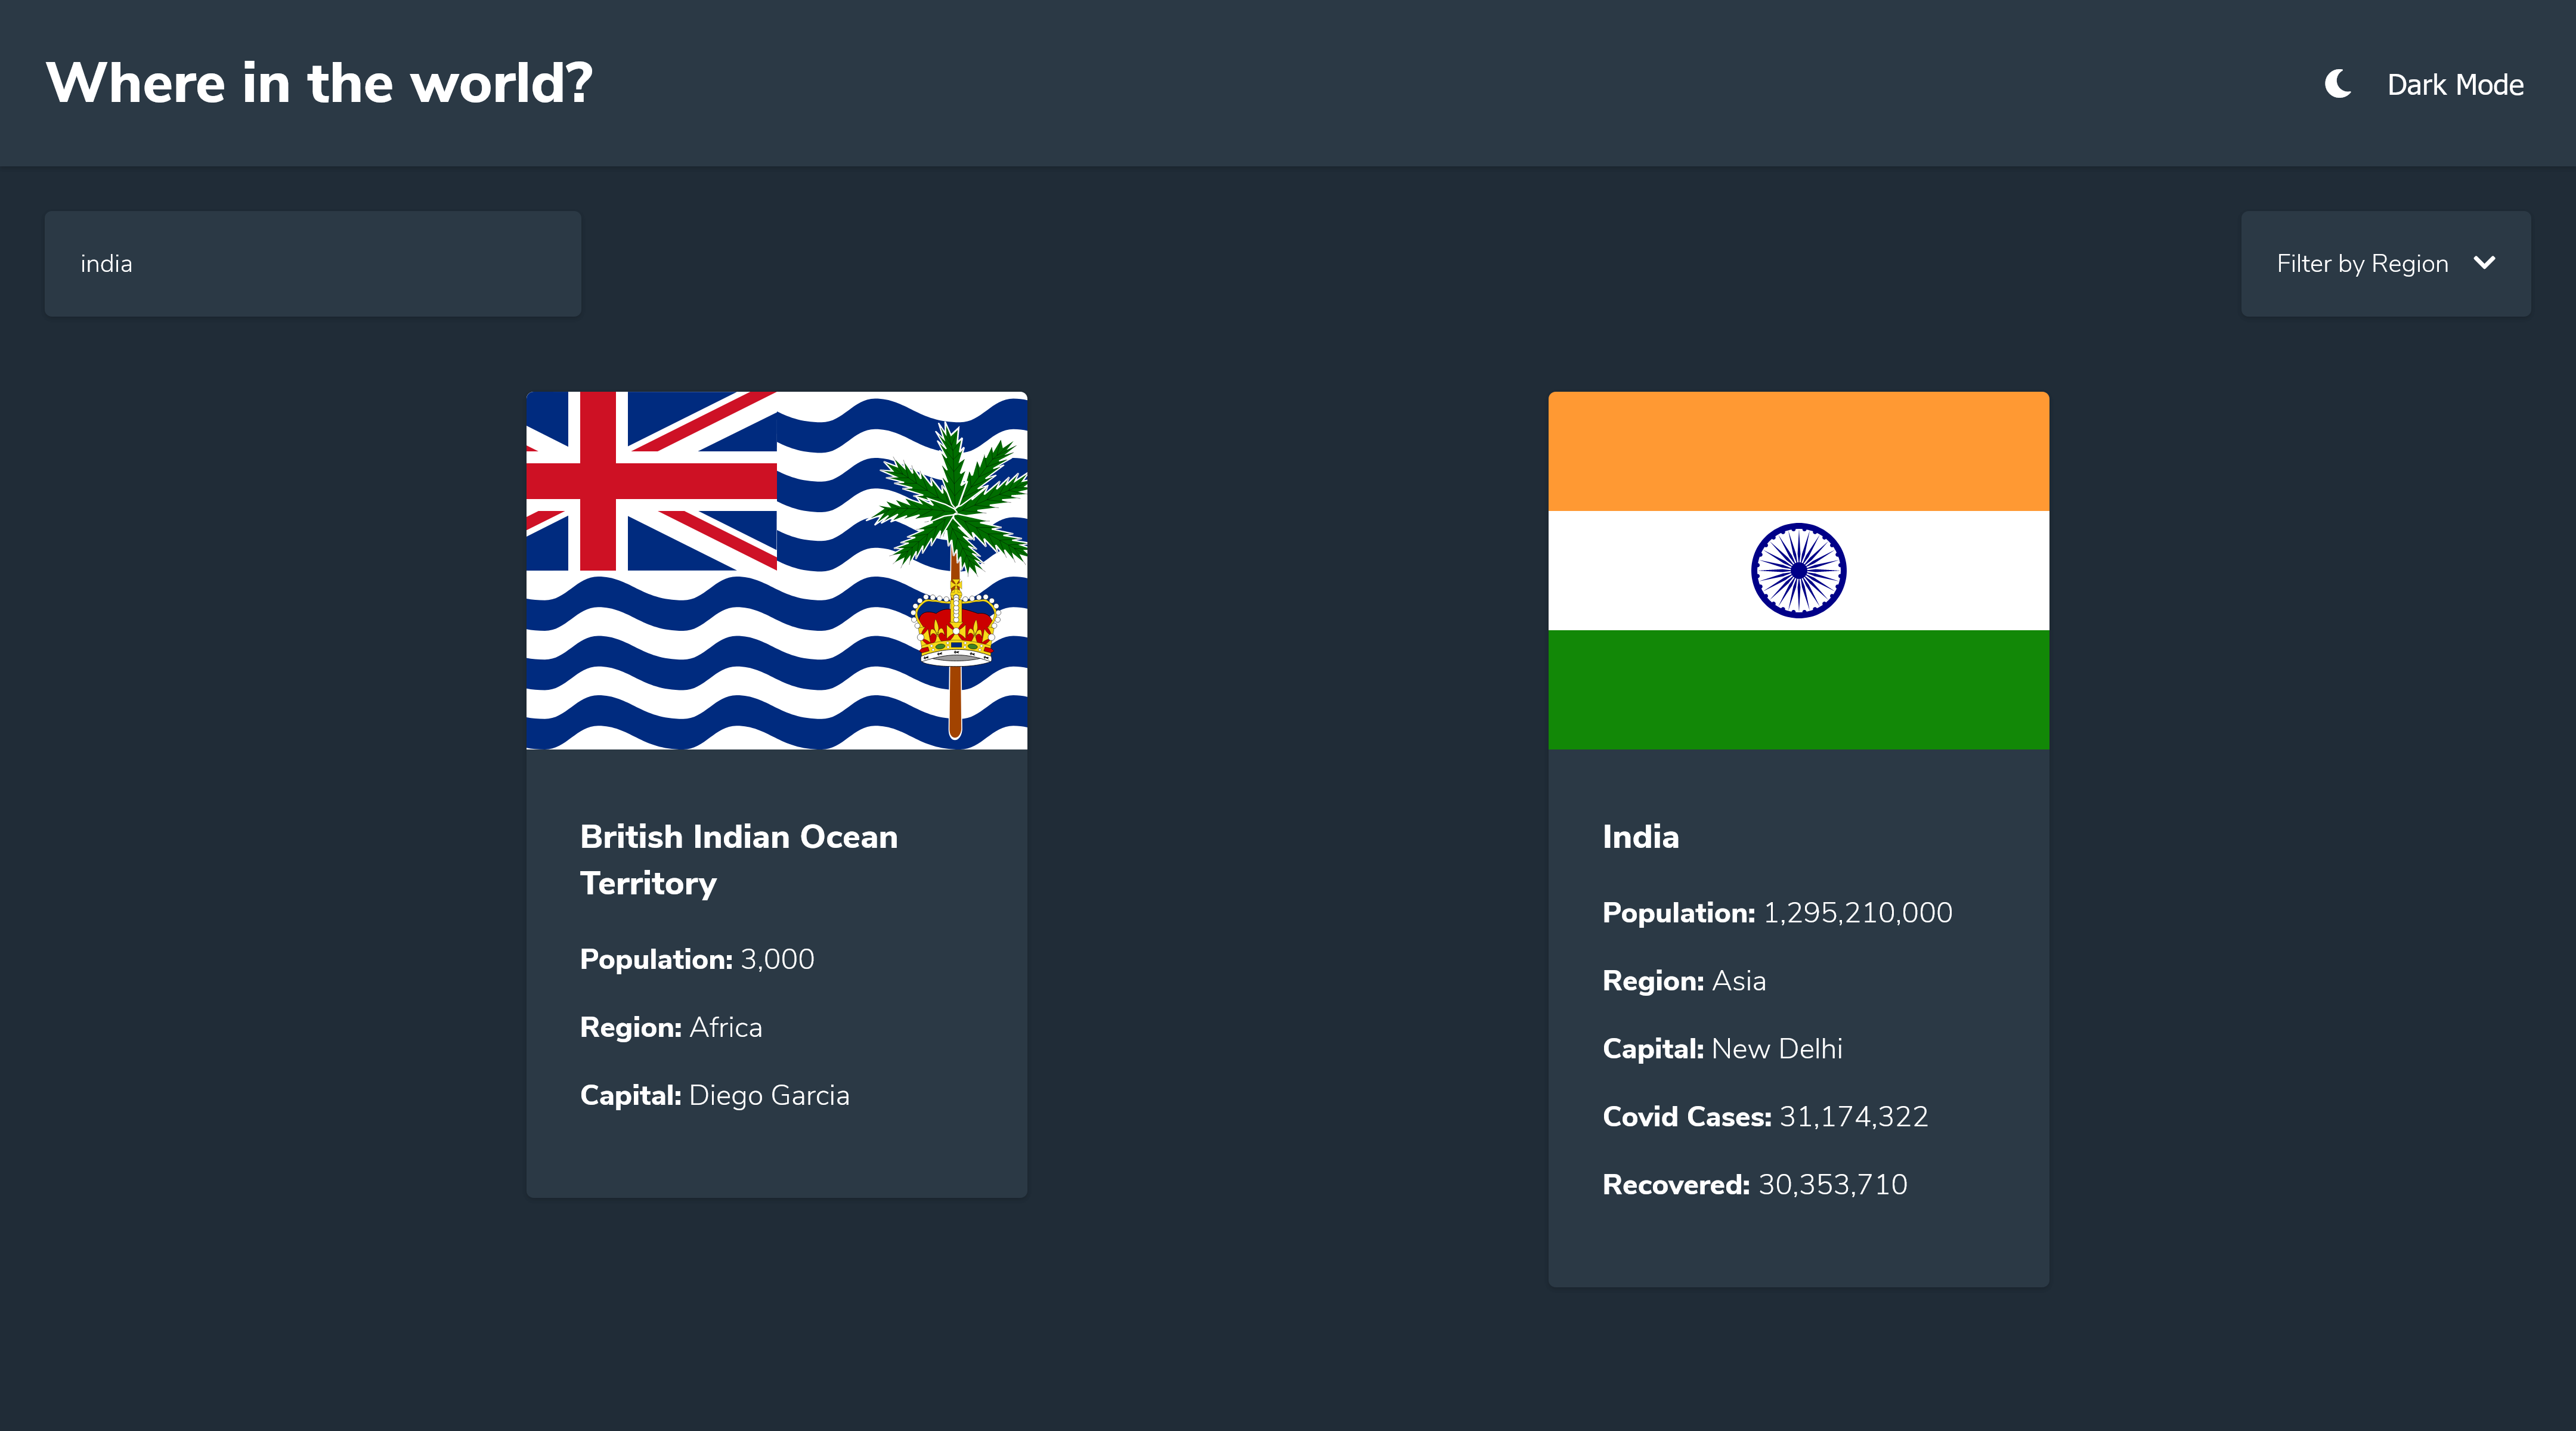 Where in the world?
Dark Mode
india
Filter by Region
British Indian Ocean
Territory
Population: 3,000
Region: Africa
Capital: Diego Garcia
India
Population: 1,295,210,000
Region: Asia
Capital: New Delhi
Covid Cases: 31,174,322
Recovered: 30,353,710